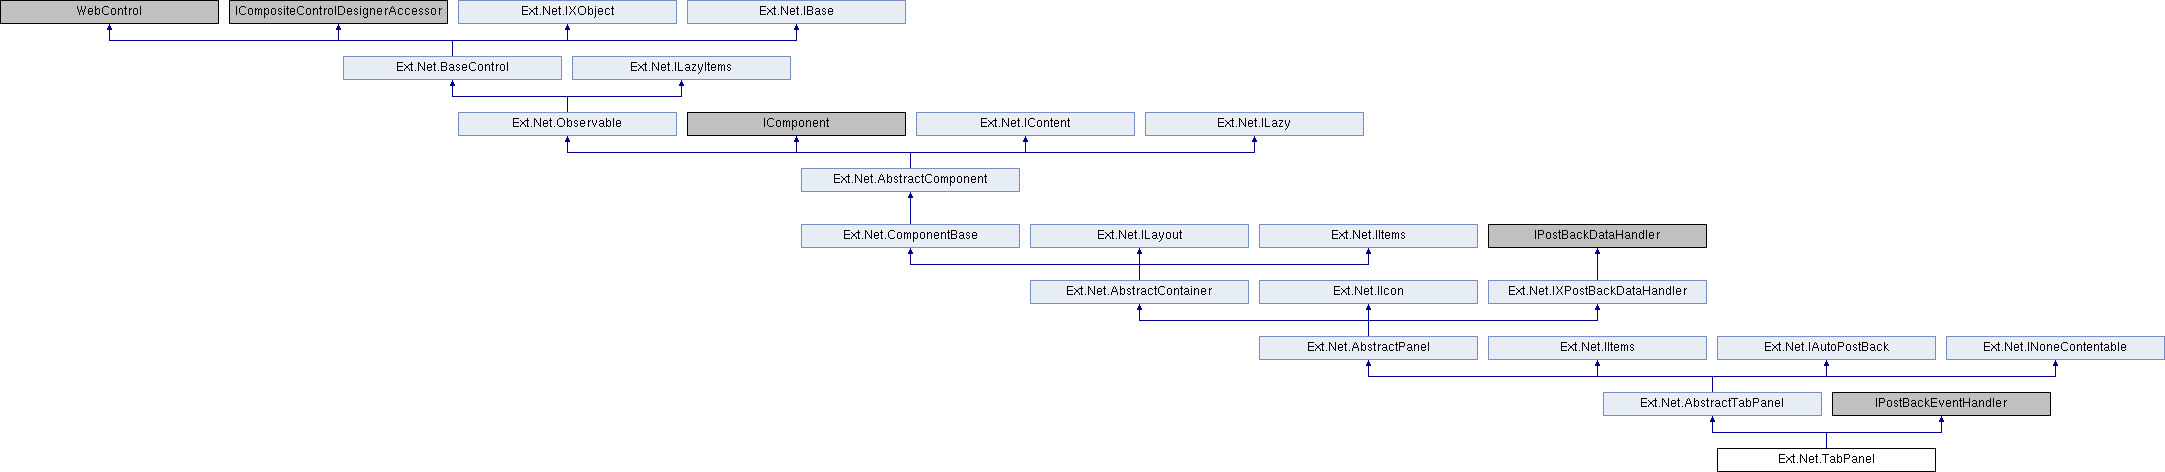 WebControl
ICompositeControlDesignerAccessor
Ext.Net.IXObject
Ext.Net.IBase
Ext.Net.BaseControl
Ext.Net.ILazyItems
Ext.Net.Observable
IComponent
Ext.Net.IContent
Ext.Net.ILazy
Ext.Net.AbstractComponent
Ext.Net.ComponentBase
Ext.Net.ILayout
Ext.Net.IItems
IPostBackDataHandler
Ext.Net.AbstractContainer
Ext.Net.IIcon
Ext.Net.IXPostBackDataHandler
Ext.Net.AbstractPanel
Ext.Net.IItems
Ext.Net.IAutoPostBack
Ext.Net.INoneContentable
Ext.Net.AbstractTabPanel
IPostBackEventHandler
Ext.Net.TabPanel